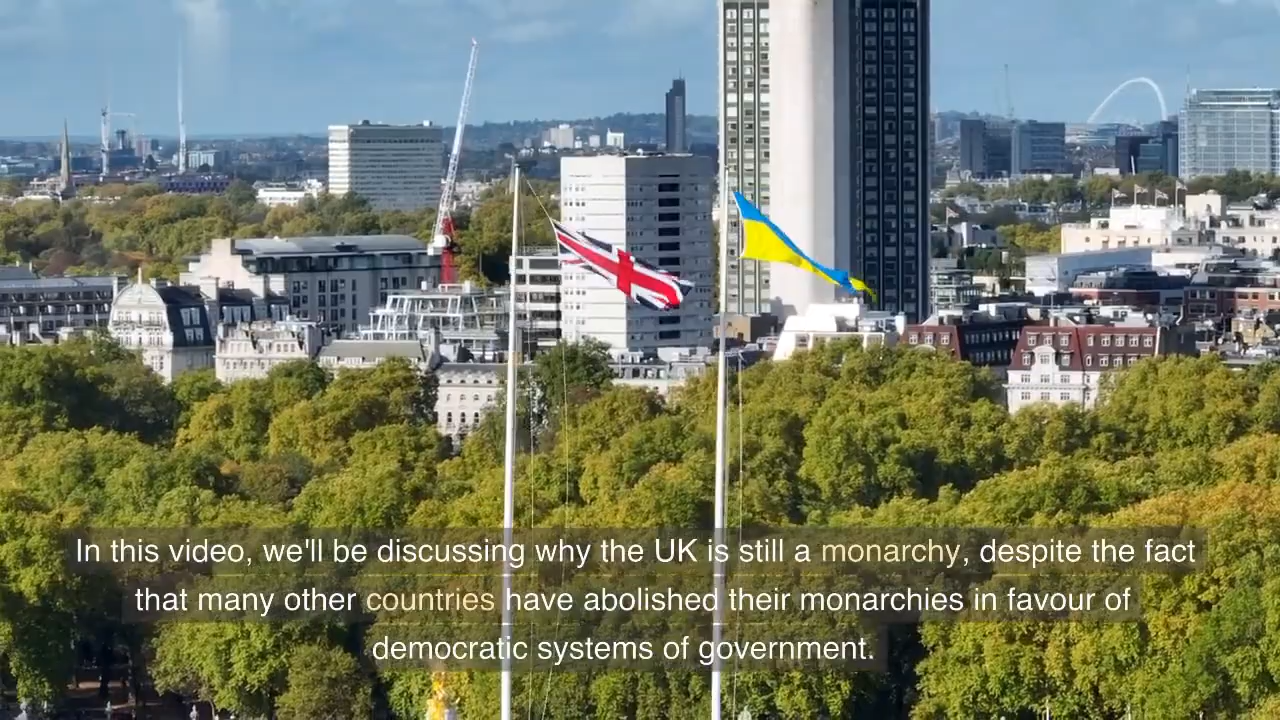 In this video, we'll be discussing why the UK is still a monarchy, despite the fact
that many other countries have abolished their monarchies in favour of
democratic systems of government.